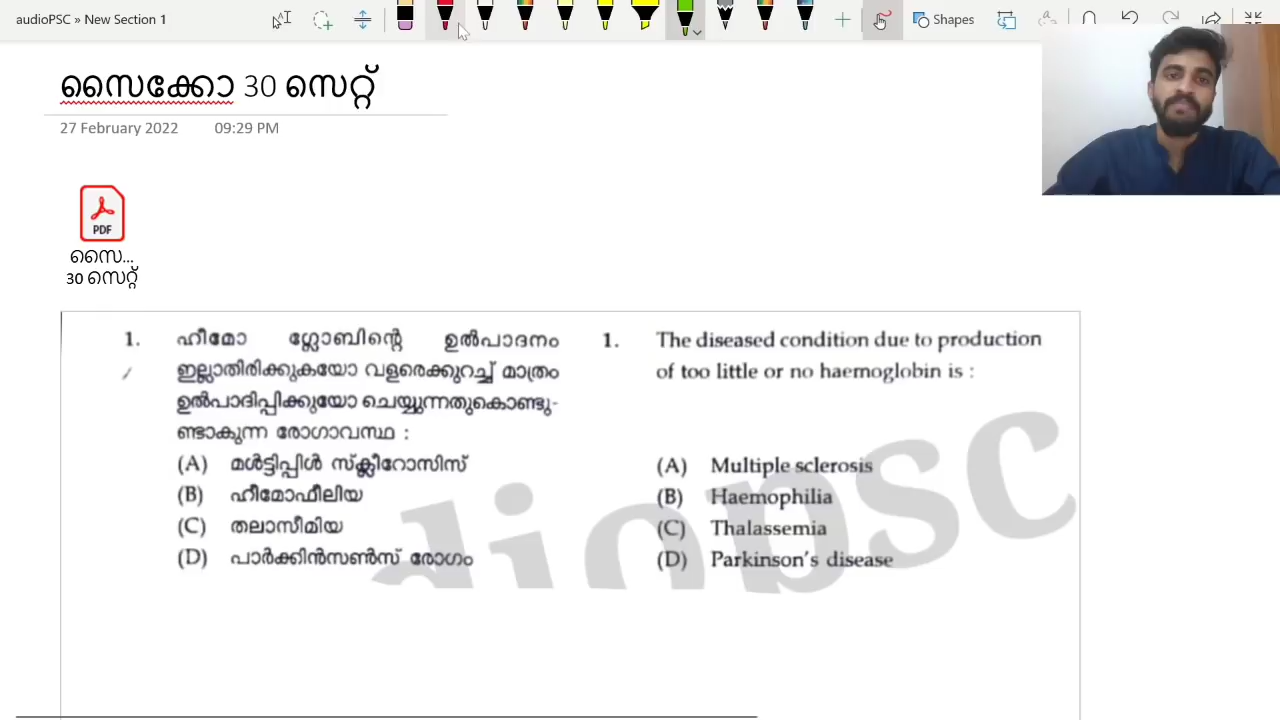 audioPSC » New Section 1
Shapes
സൈക്കോ 30 സെറ്റ്
27 February 2022 09:29 PM
PDF
സൈ...
30 സെറ്റ്
1. ഹീമോ ഗ്ലോബിന്റെ ഉൽപാദനം
ഇല്ലാതിരിക്കുകയോ വളരെക്കുറച്ച് മാത്രം
ഉൽപാദിപ്പിക്കുയോ ചെയ്യുന്നതുകൊണ്ടു-
ണ്ടാകുന്ന രോഗാവസ്ഥ :
(A) മൾട്ടിപ്പിൾ സ്ക്ലീറോസിസ്
(B) ഹീമോഫീലിയ
(C) തലാസീമിയ
(D) പാർക്കിൻസൺസ് രോഗം
1. The diseased condition due to production
of too little or no haemoglobin is :
(A) Multiple sclerosis
(B) Haemophilia
(C) Thalassemia
(D) Parkinson's disease